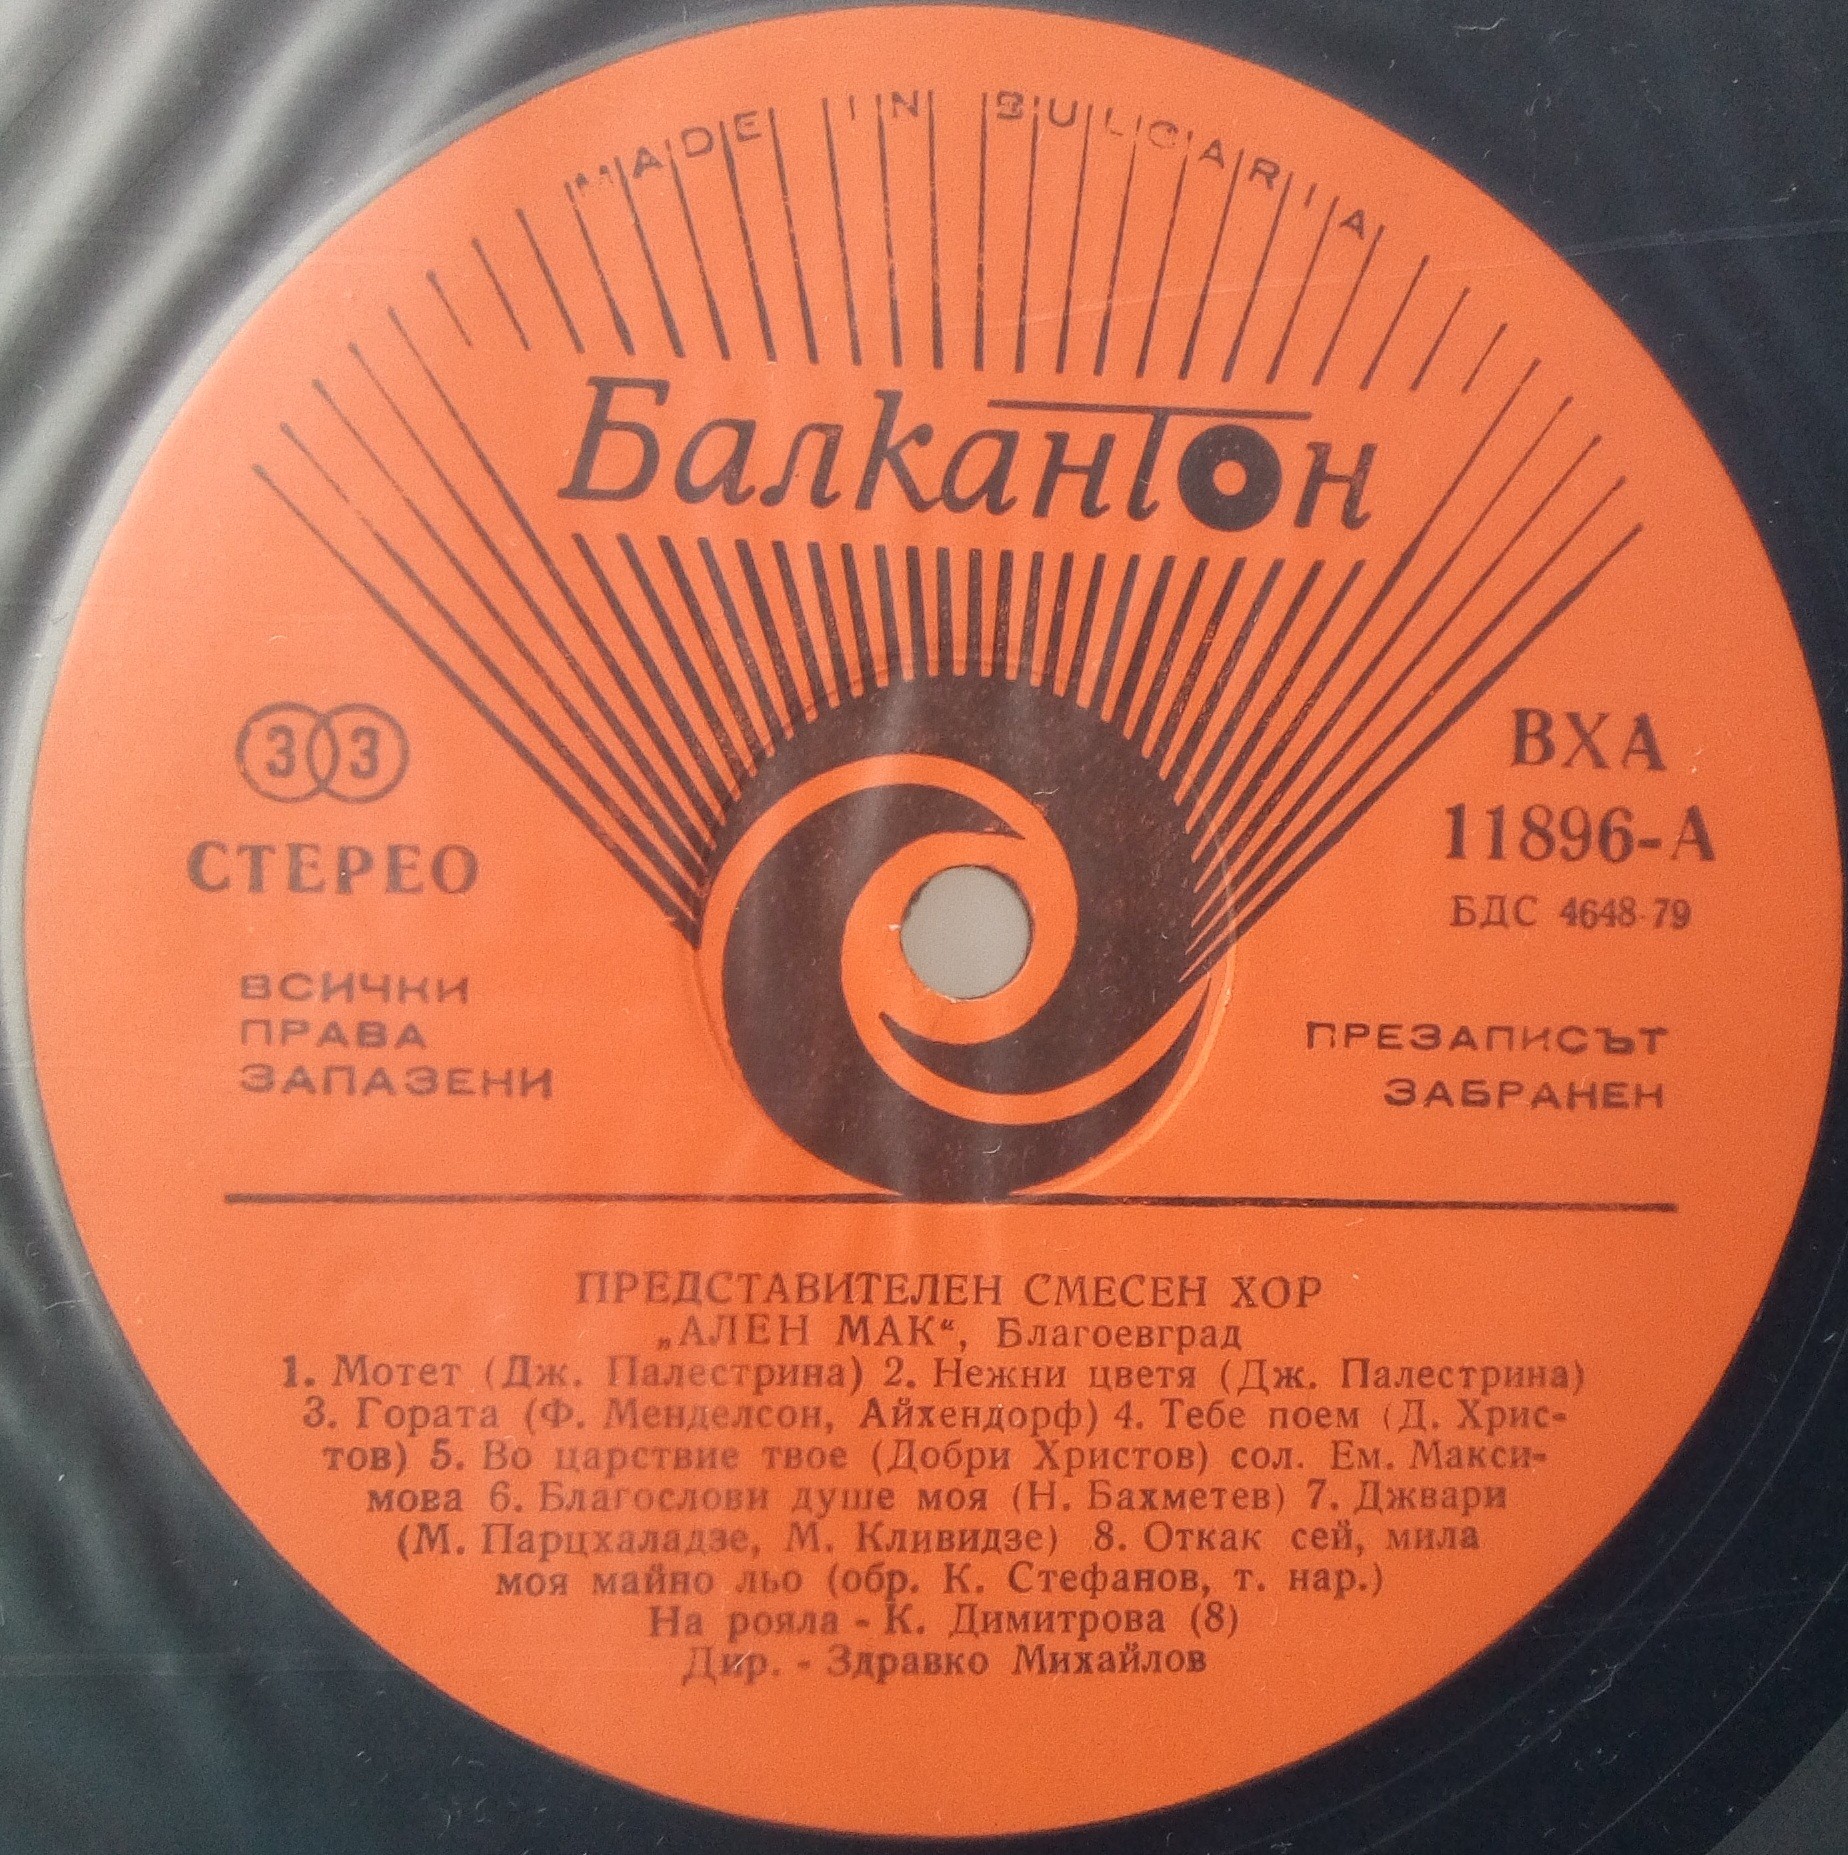 MADE IN BULGARIA
Балкантон
33
СТЕРЕО
ВСИЧКИ
ПРАВА
ЗАПАЗЕНИ
ВХА
11896-А
БДС 4648-79
ПРЕЗАПИСЪТ
ЗАБРАНЕН
ПРЕДСТАВИТЕЛЕН СМЕСЕН ХОР
„АЛЕН МАК“, Благоевград
1. Мотет (Дж. Палестрина) 2. Нежни цветя (Дж. Палестрина)
3. Гората (Ф. Менделсон, Айхендорф) 4. Тебе поем (Д. Хрис-
тов) 5. Во царствие твое (Добри Христов) сол. Ем. Макси-
мова 6. Благослови душе моя (Н. Бахметев) 7. Джвари
(М. Парцхаладзе, М. Кливидзе) 8. Откак сей, мила
моя майно льо (обр. К. Стефанов, т. нар.)
На рояла - К. Димитрова (8)
Дир. - Здравко Михайлов